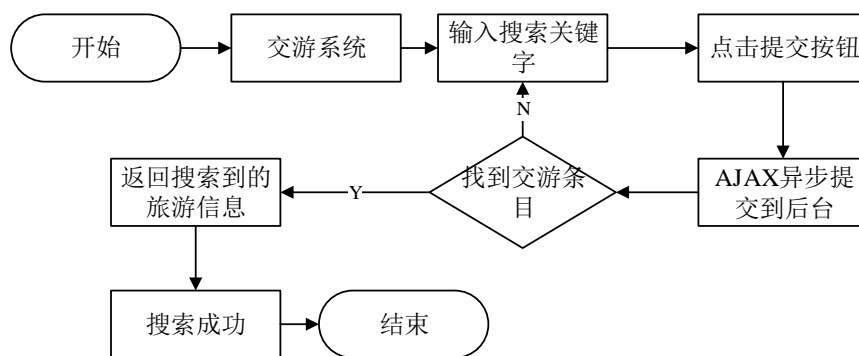 开始
交游系统
输入搜索关键
字
点击提交按钮
N
返回搜索到的
旅游信息
Y
找到交游条
目
AJAX异步提
交到后台
搜索成功
结束